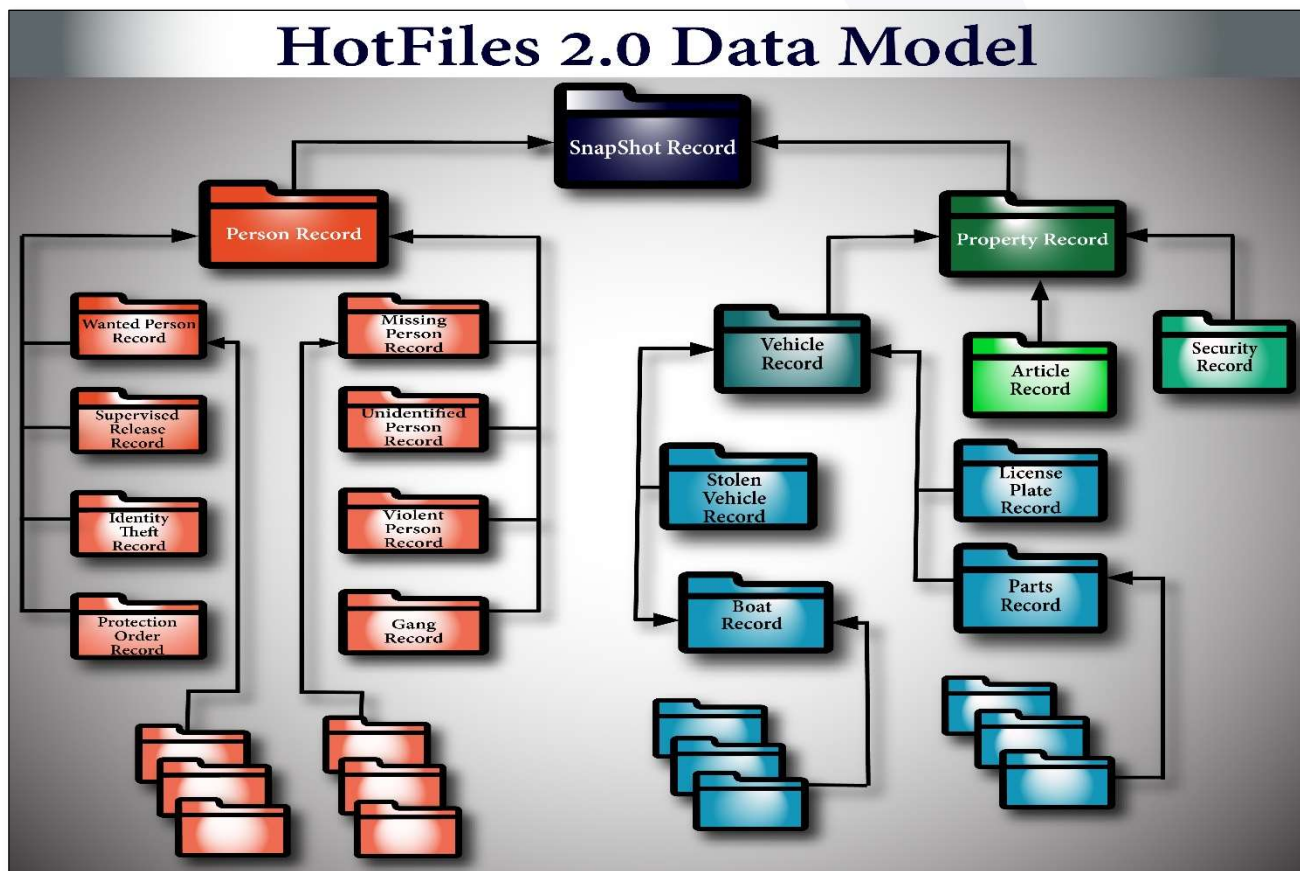 HotFiles 2.0 Data Model
SnapShot Record
Person Record
Property Record
Wanted Person
Record
Missing
Person
Record
Vehicle
Record
Article
Record
Security
Record
Supervised
Release
Record
Unidentified
Person
Record
Stolen
Vehicle
Record
License
Plate
Record
Identity
Theft
Record
Violent
Person
Record
Protection
Order
Record
Gang
Record
Boat
Record
Parts
Record